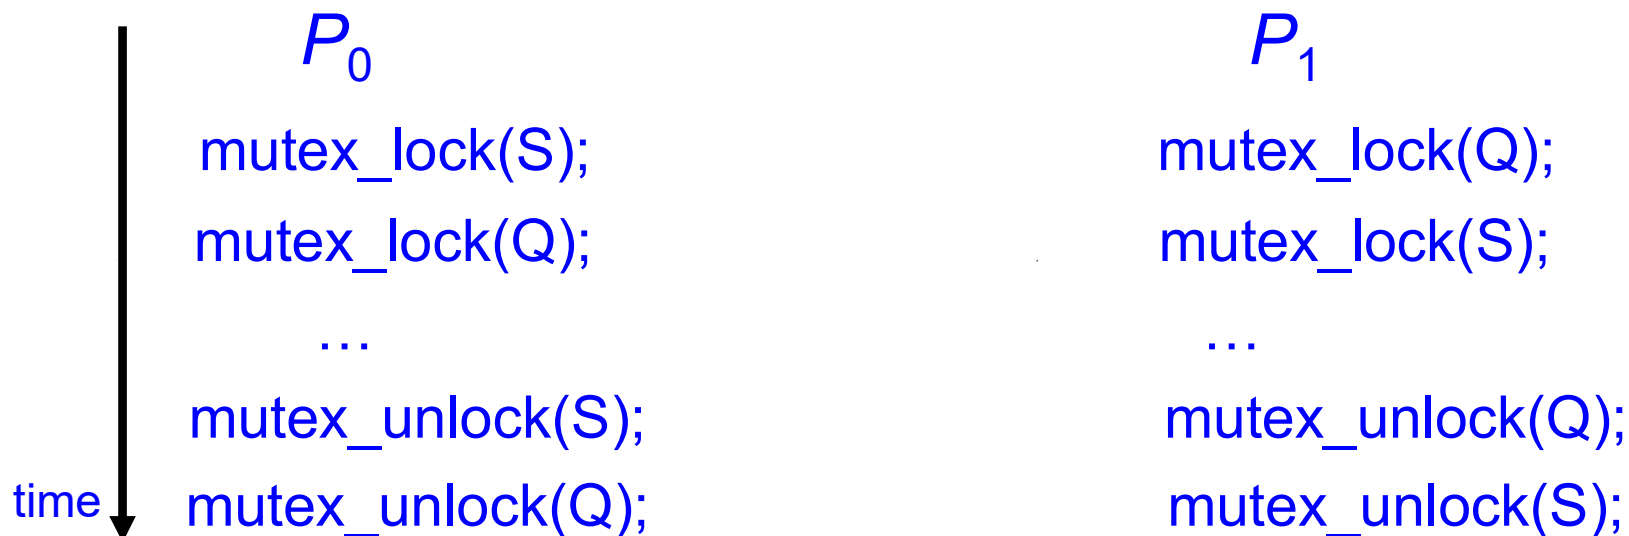 P0
mutex_lock(S);
mutex_lock(Q);
…
mutex_unlock(S);
mutex_unlock(Q);
time
P1
mutex_lock(Q);
mutex_lock(S);
…
mutex_unlock(Q);
mutex_unlock(S);